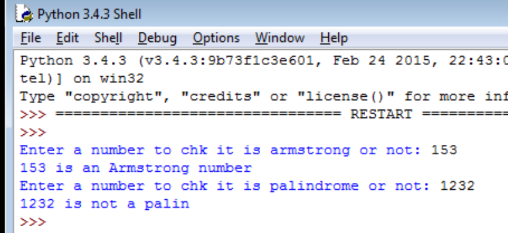 Python 3.4.3 Shell
File Edit Shell Debug Options Window Help
Python 3.4.3 (v3.4.3:9b73f1c3e601, Feb 24 2015, 22:43:0
tel)] on win32
Type "copyright", "credits" or "license()" for more inf
>>> ================================ RESTART ==========
>>>
Enter a number to chk it is armstrong or not: 153
153 is an Armstrong number
Enter a number to chk it is palindrome or not: 1232
1232 is not a palin
>>>